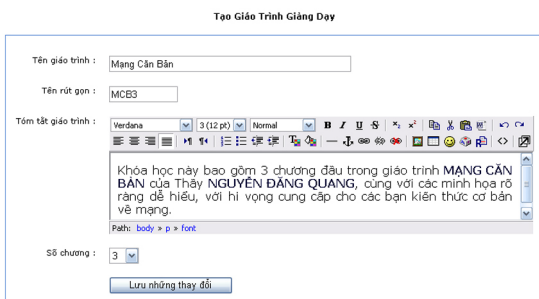 Tạo Giáo Trình Giảng Dạy
Tên giáo trình :
Mạng Căn Bản
Tên rút gọn :
MCB3
Tóm tắt giáo trình :
Verdana 3 (12 pt) Normal B I U S
Khóa học này bao gồm 3 chương đầu trong giáo trình MẠNG CĂN
BẢN của Thầy NGUYỄN ĐĂNG QUANG, cùng với các minh họa rõ
ràng dễ hiểu, với hi vọng cung cấp cho các bạn kiến thức cơ bản
về mạng.
Path: body » p » font
Số chương :
3
Lưu những thay đổi